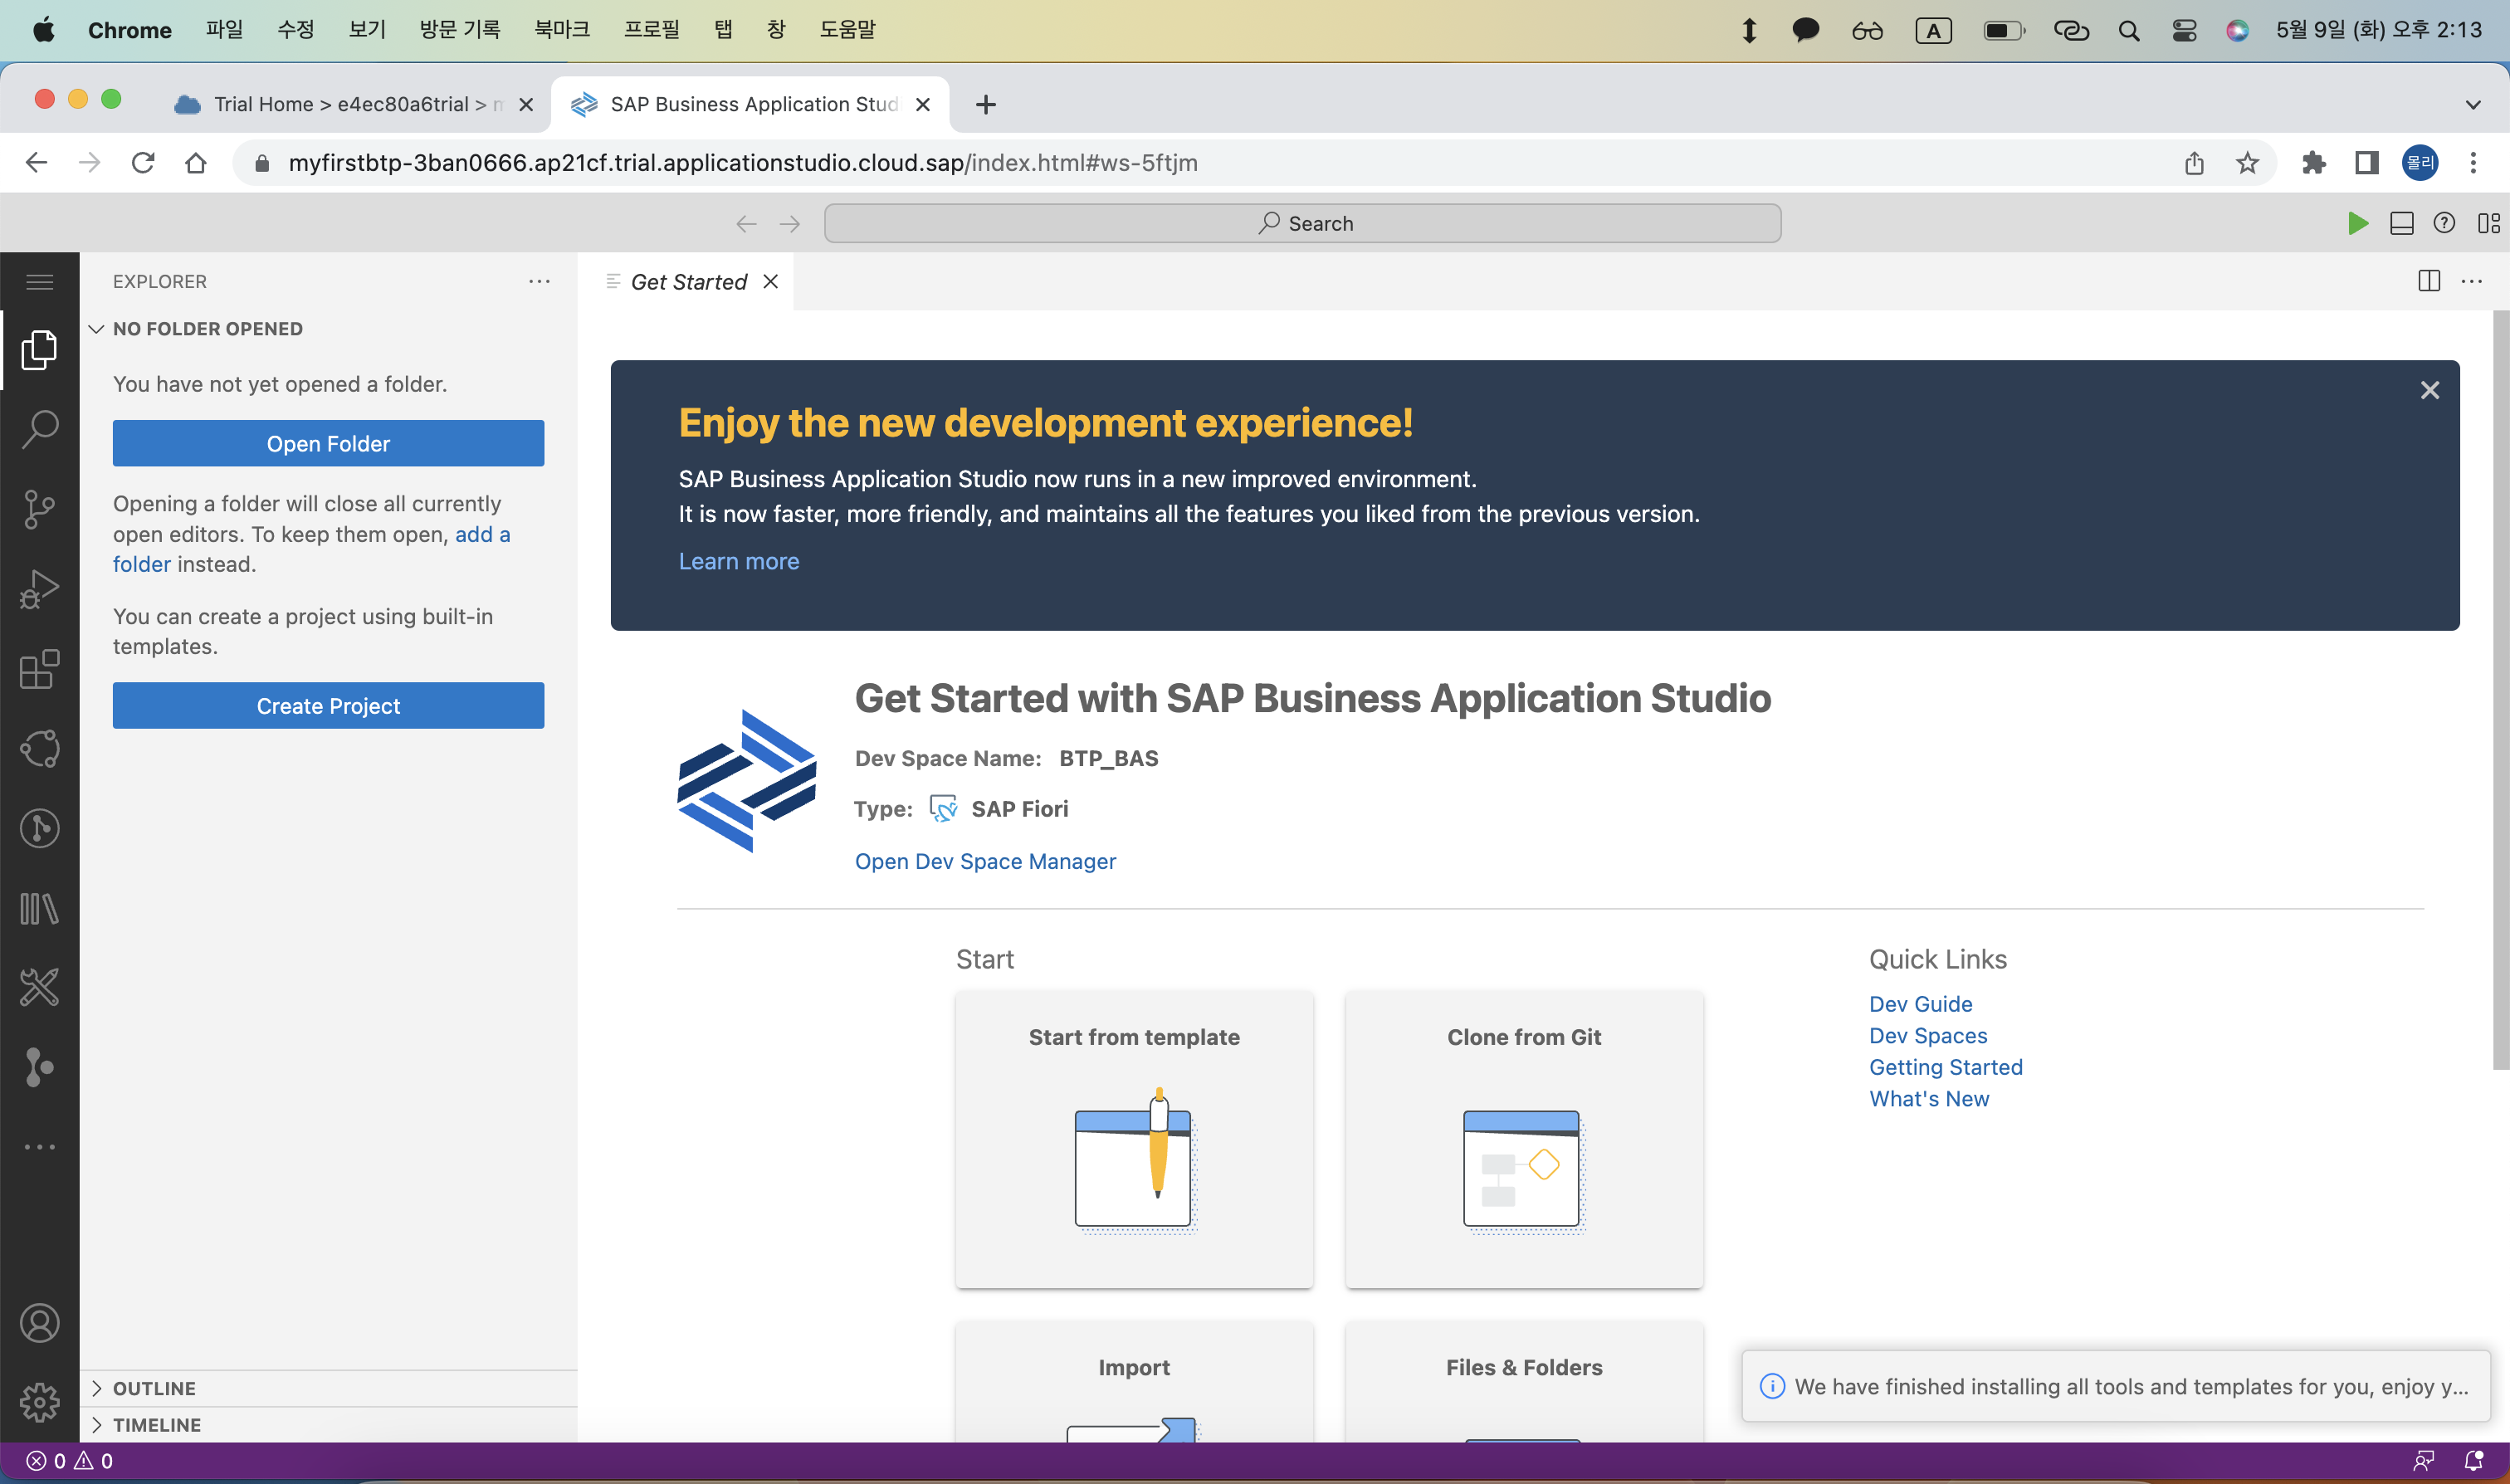 Chrome 파일 수정 보기 방문 기록 북마크 프로필 탭 창 도움말 A 5월 9일 (화) 오후 2:13
Trial Home > e4ec80a6trial >
SAP Business Application Stud
myfirstbtp-3ban0666.ap21cf.trial.applicationstudio.cloud.sap/index.html#ws-5ftjm
몰리
Search
EXPLORER
NO FOLDER OPENED
You have not yet opened a folder.
Open Folder
Opening a folder will close all currently
open editors. To keep them open, add a
folder instead.
You can create a project using built-in
templates.
Create Project
OUTLINE
TIMELINE
Get Started
Enjoy the new development experience!
SAP Business Application Studio now runs in a new improved environment.
It is now faster, more friendly, and maintains all the features you liked from the previous version.
Learn more
Get Started with SAP Business Application Studio
Dev Space Name: BTP_BAS
Type: SAP Fiori
Open Dev Space Manager
Start
Start from template
Clone from Git
Import
Files & Folders
Quick Links
Dev Guide
Dev Spaces
Getting Started
What's New
We have finished installing all tools and templates for you, enjoy y...
0 0